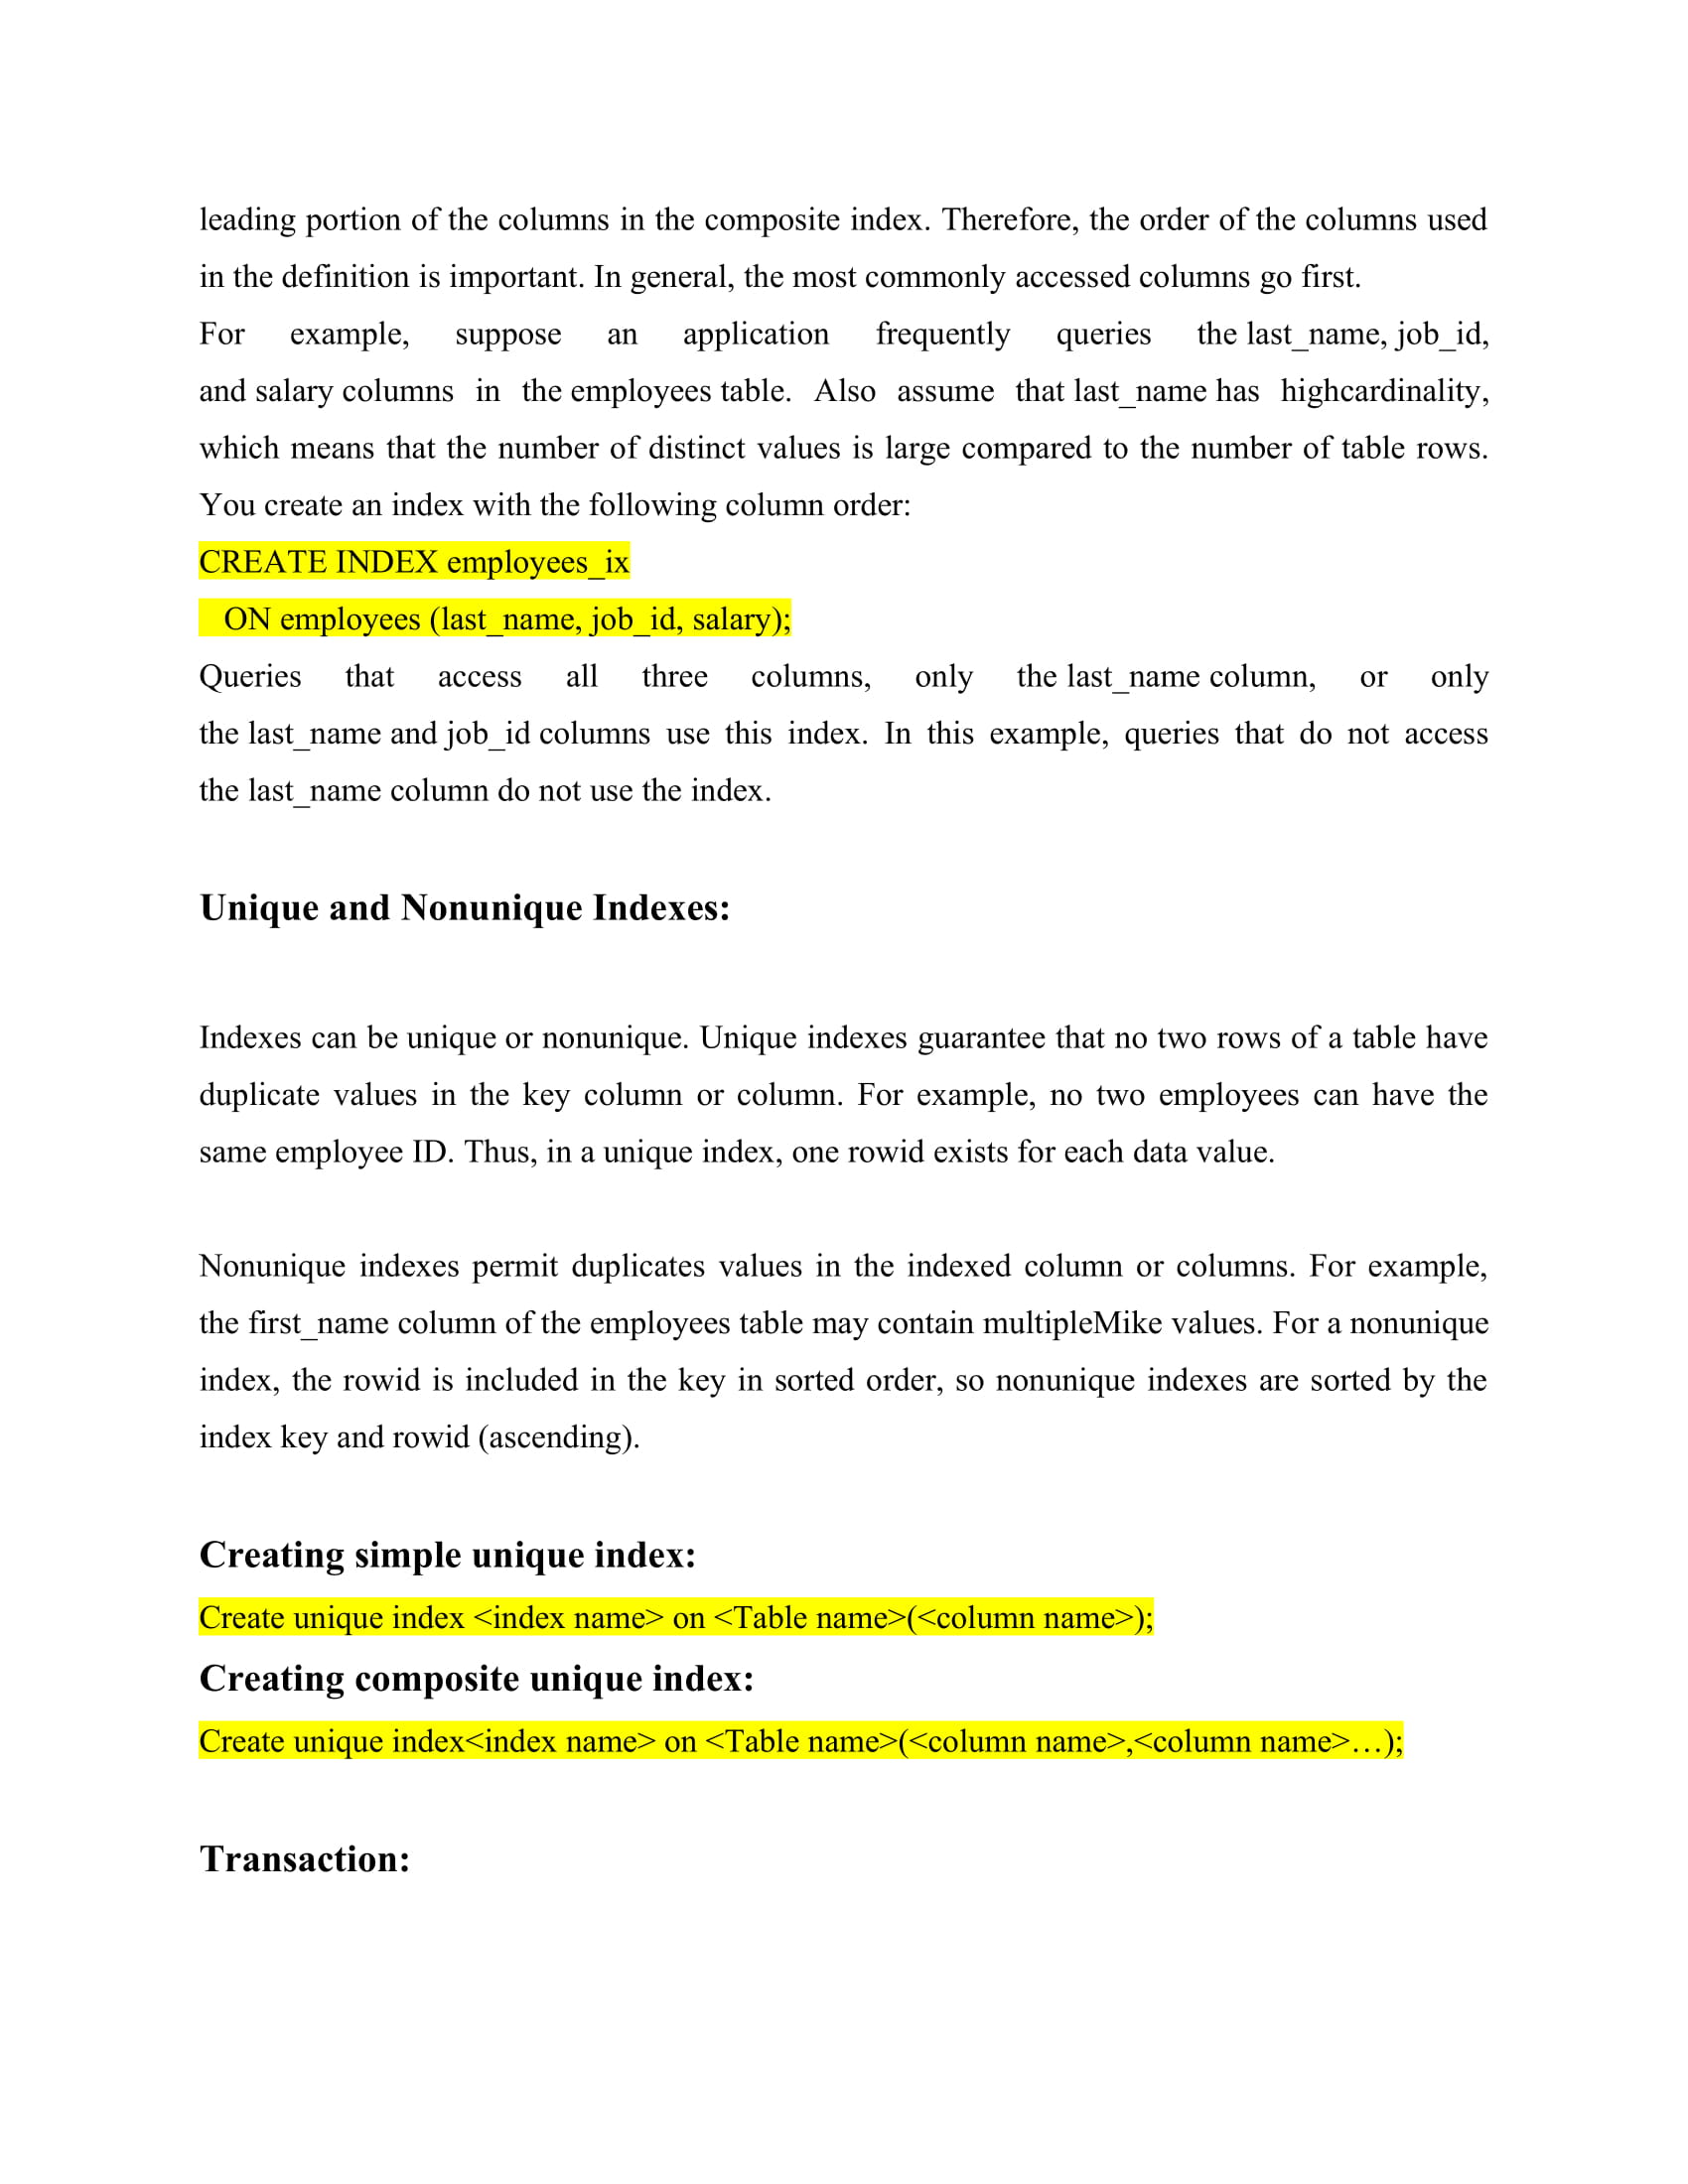 leading portion of the columns in the composite index. Therefore, the order of the columns used
in the definition is important. In general, the most commonly accessed columns go first.
For example, suppose an application frequently queries the last_name, job_id,
and salary columns in the employees table. Also assume that last_name has highcardinality,
which means that the number of distinct values is large compared to the number of table rows.
You create an index with the following column order:
CREATE INDEX employees_ix
ON employees (last_name, job_id, salary);
Queries that access all three columns, only the last_name column, or only
the last_name and job_id columns use this index. In this example, queries that do not access
the last_name column do not use the index.
Unique and Nonunique Indexes:
Indexes can be unique or nonunique. Unique indexes guarantee that no two rows of a table have
duplicate values in the key column or column. For example, no two employees can have the
same employee ID. Thus, in a unique index, one rowid exists for each data value.
Nonunique indexes permit duplicates values in the indexed column or columns. For example,
the first_name column of the employees table may contain multipleMike values. For a nonunique
index, the rowid is included in the key in sorted order, so nonunique indexes are sorted by the
index key and rowid (ascending).
Creating simple unique index:
Create unique index <index name> on <Table name>(<column name>);
Creating composite unique index:
Create unique index<index name> on <Table name>(<column name>,<column name>…);
Transaction: